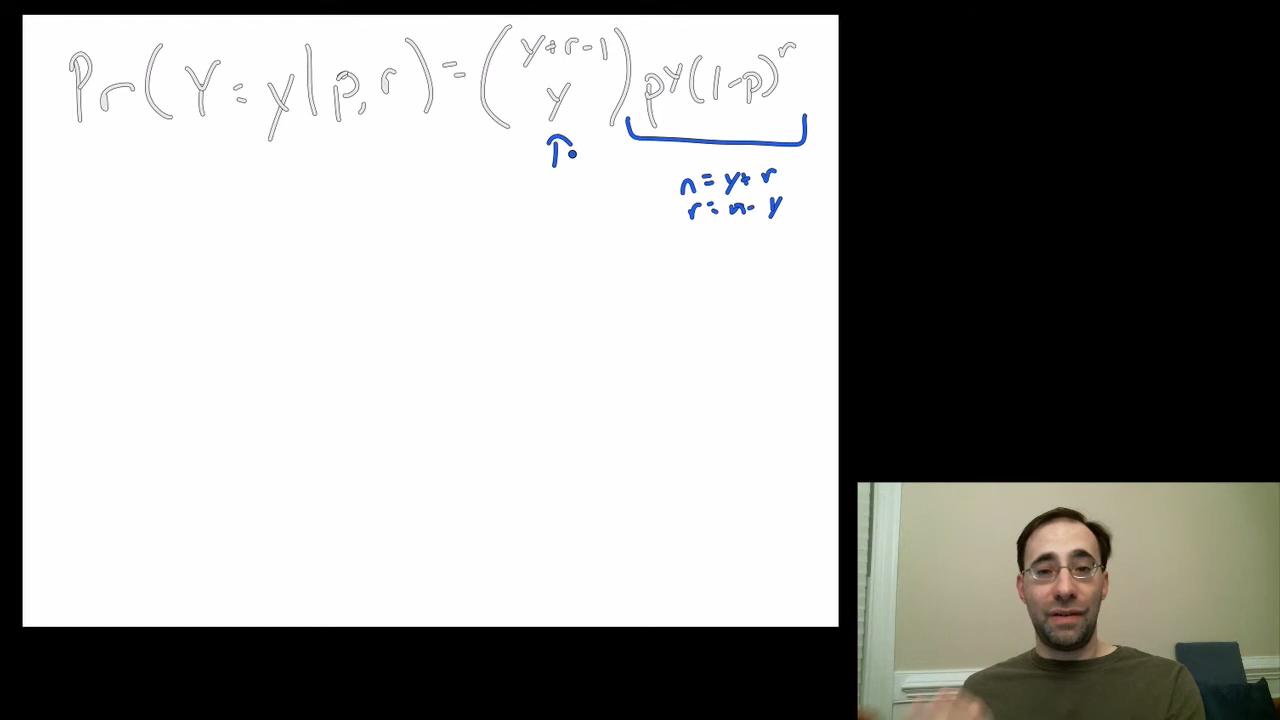 Pr(Y=y|p,r) = (y+r-1 y) p^y (1-p)^r
n = y+r
r = n-y